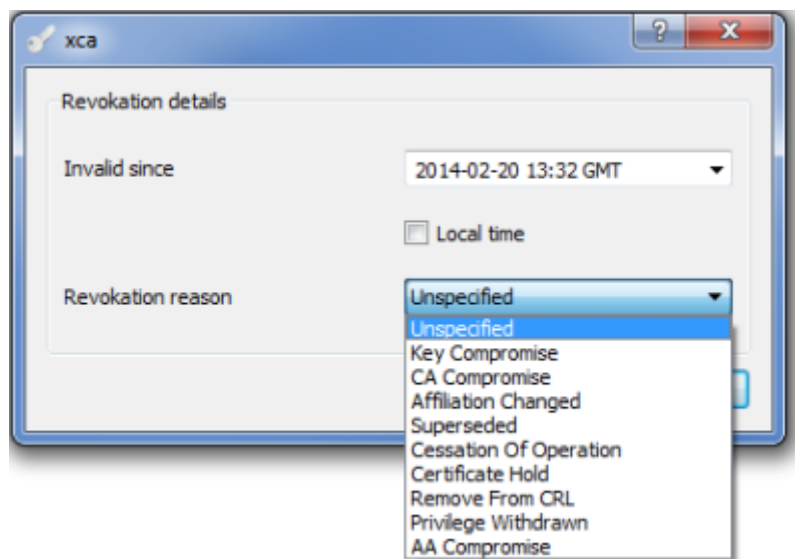 xca
Revokation details
Invalid since
2014-02-20 13:32 GMT
Local time
Revokation reason
Unspecified
Unspecified
Key Compromise
CA Compromise
Affiliation Changed
Superseded
Cessation Of Operation
Certificate Hold
Remove From CRL
Privilege Withdrawn
AA Compromise